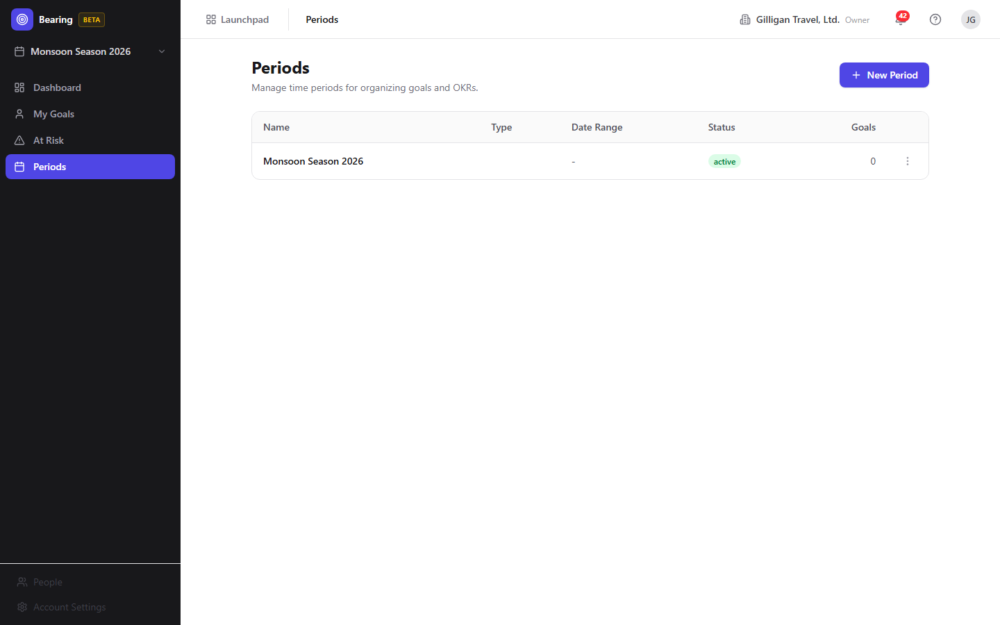 Bearing BETA
Monsoon Season 2026
Dashboard
My Goals
At Risk
Periods
People
Account Settings
Launchpad
Periods
Gilligan Travel, Ltd. Owner
42
JG
Periods
Manage time periods for organizing goals and OKRs.
New Period
Name Type Date Range Status Goals
Monsoon Season 2026 - active 0